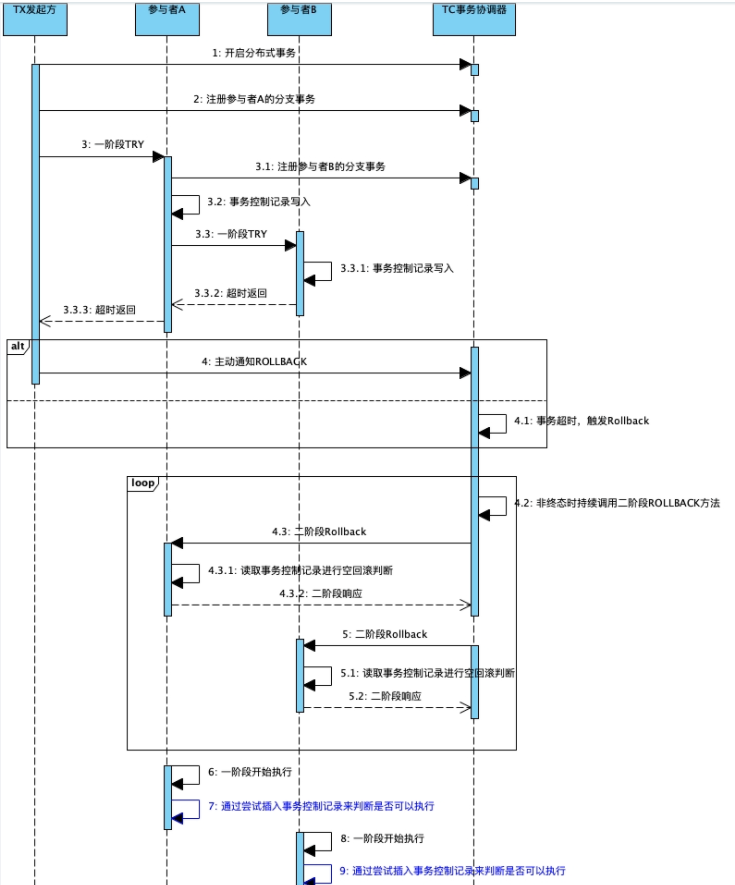 TX发起方
参与者A
参与者B
TC事务协调器
1: 开启分布式事务
2: 注册参与者A的分支事务
3: 一阶段TRY
3.1: 注册参与者B的分支事务
3.2: 事务控制记录写入
3.3: 一阶段TRY
3.3.1: 事务控制记录写入
3.3.2: 超时返回
3.3.3: 超时返回
alt
4: 主动通知ROLLBACK
4.1: 事务超时，触发Rollback
loop
4.2: 非终态时持续调用二阶段ROLLBACK方法
4.3: 二阶段Rollback
4.3.1: 读取事务控制记录进行空回滚判断
4.3.2: 二阶段响应
5: 二阶段Rollback
5.1: 读取事务控制记录进行空回滚判断
5.2: 二阶段响应
6: 一阶段开始执行
7: 通过尝试插入事务控制记录来判断是否可以执行
8: 一阶段开始执行
9: 通过尝试插入事务控制记录来判断是否可以执行